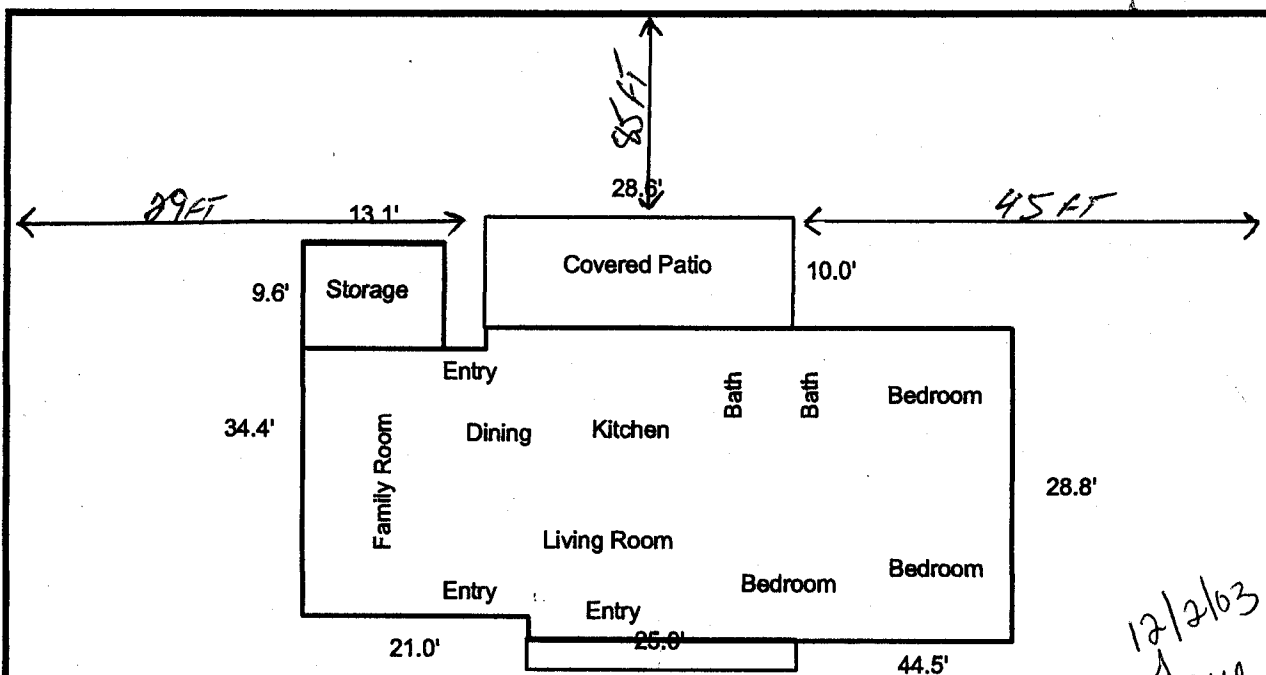 85 FT
28.6'
29 FT
13.1'
45 FT
Covered Patio
10.0'
9.6'
Storage
Entry
Bath
Bath
Bedroom
34.4'
Dining
Kitchen
Family Room
28.8'
Living Room
Bedroom
Bedroom
Entry
Entry
21.0'
25.0'
44.5'
12/2/03